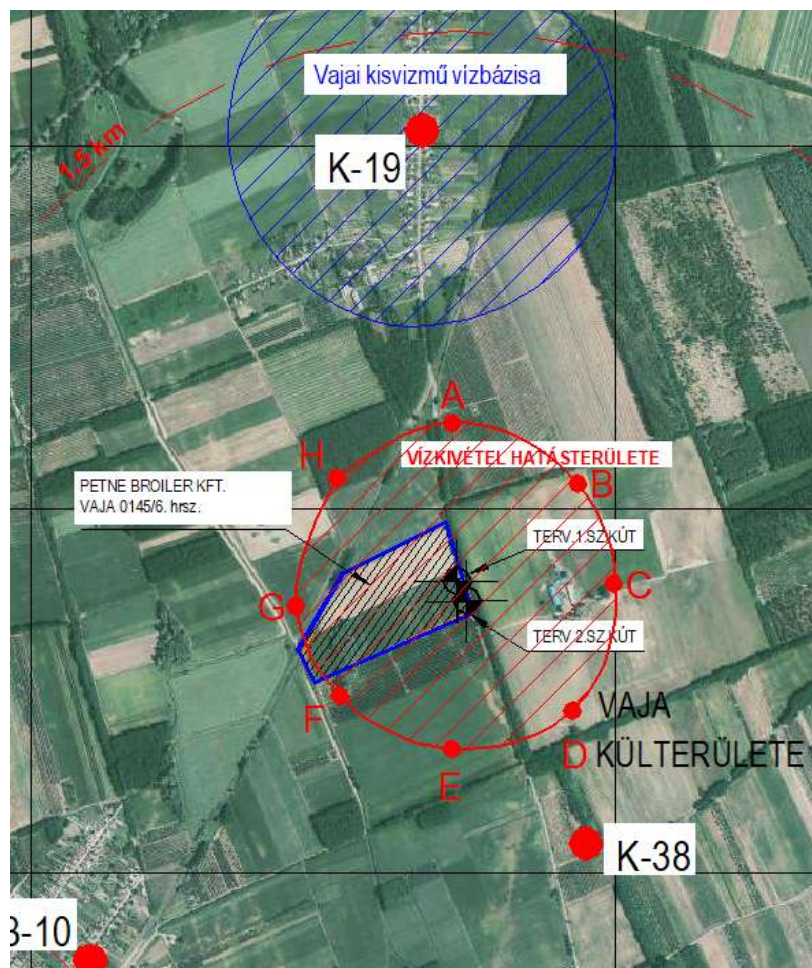 Vajai kisvizmű vízbázisa
1,5 km
K-19
A
H
VÍZKIVÉTEL HATÁSTERÜLETE
B
PETNE BROILER KFT.
VAJA 0145/6. hrsz.
TERV 1.SZ.KÚT
C
G
TERV 2.SZ.KÚT
F
VAJA
D KÜLTERÜLETE
E
K-38
-10